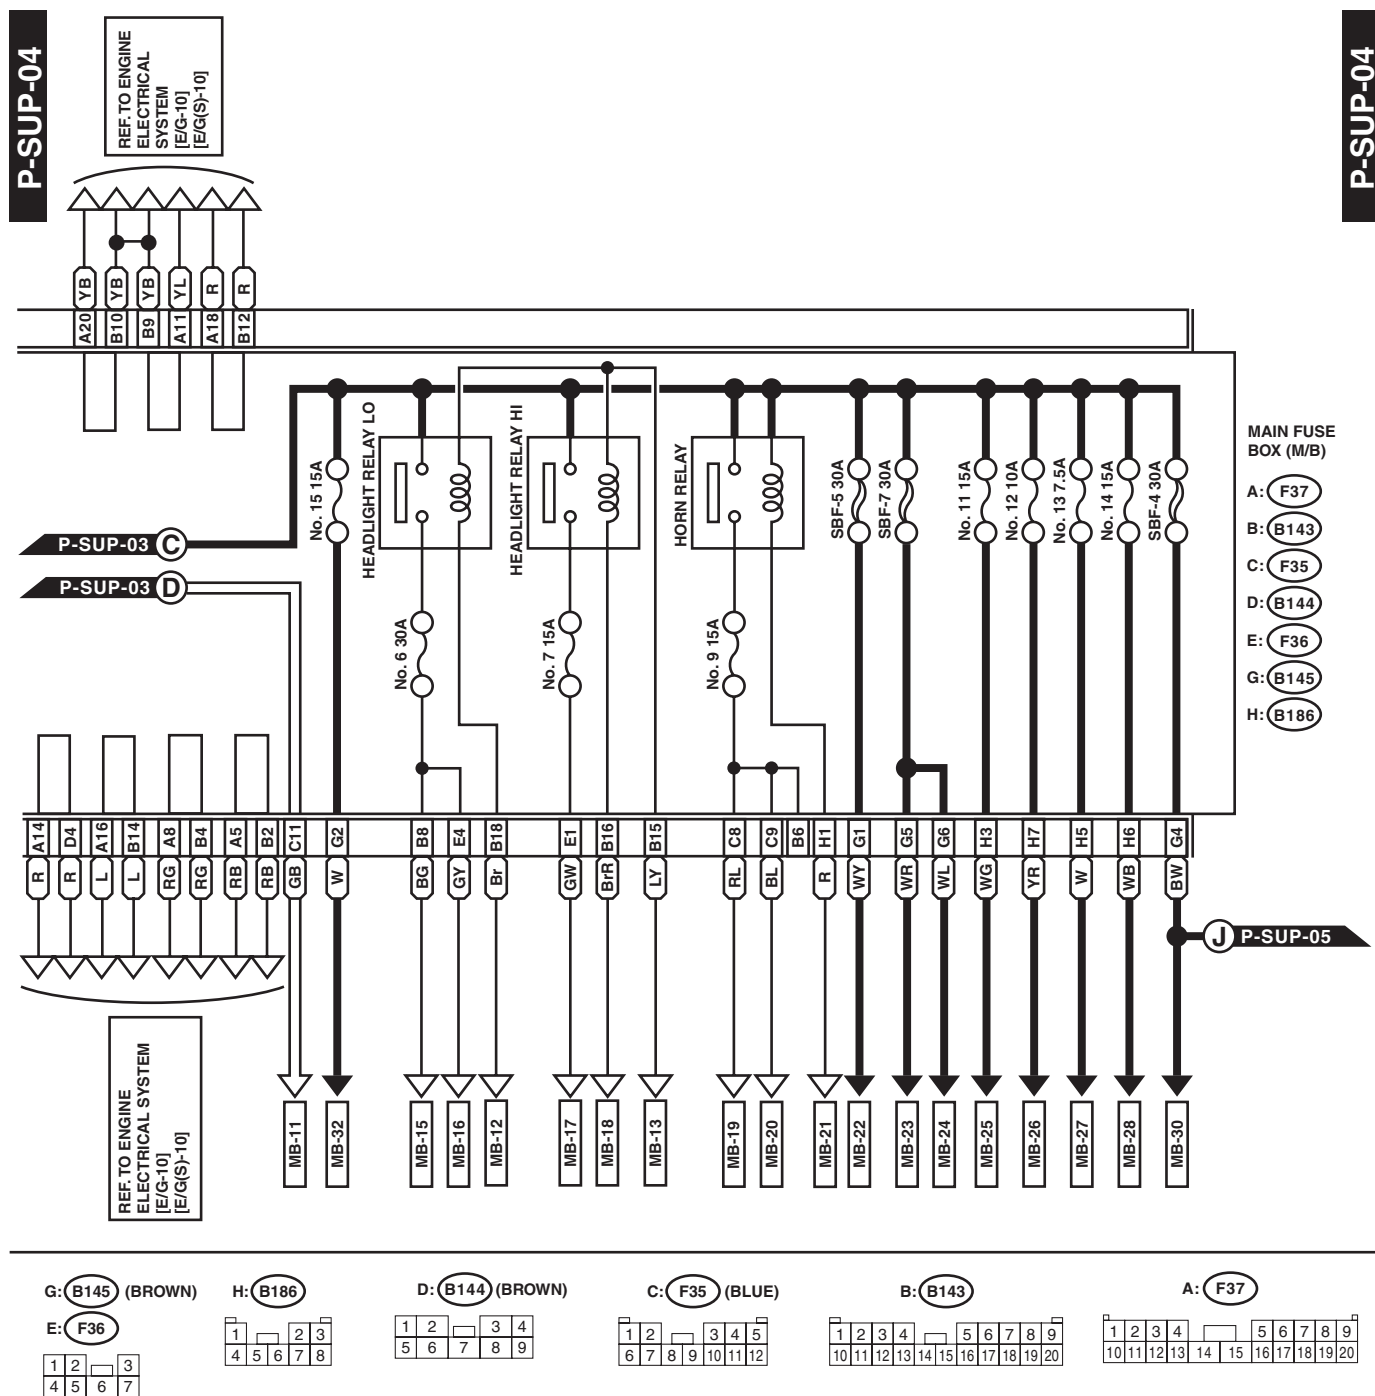 P-SUP-04
P-SUP-04
REF. TO ENGINE
ELECTRICAL
SYSTEM
[E/G-10]
[E/G(S)-10]
YB YB YB YL R R
A20 B10 B9 A11 A18 B12
HEADLIGHT RELAY LO
HEADLIGHT RELAY HI
HORN RELAY
No. 15 15A
SBF-5 30A
SBF-7 30A
No. 11 15A
No. 12 10A
No. 13 7.5A
No. 14 15A
SBF-4 30A
MAIN FUSE
BOX (M/B)
A: F37
B: B143
C: F35
D: B144
E: F36
G: B145
H: B186
P-SUP-03 C
P-SUP-03 D
No. 6 30A
No. 7 15A
No. 9 15A
A14 D4 A16 B14 A8 B4 A5 B2 C11 G2 B8 E4 B18 E1 B16 B15 C8 C9 B6 H1 G1 G5 G6 H3 H7 H5 H6 G4
R R L L RG RG RB RB GB W BG GY Br GW BrR LY RL BL R WY WR WL WG YR W WB BW
J P-SUP-05
REF. TO ENGINE
ELECTRICAL SYSTEM
[E/G-10]
[E/G(S)-10]
MB-11 MB-32 MB-15 MB-16 MB-12 MB-17 MB-18 MB-13 MB-19 MB-20 MB-21 MB-22 MB-23 MB-24 MB-25 MB-26 MB-27 MB-28 MB-30
G: B145 (BROWN)
E: F36
1 2 3
4 5 6 7
H: B186
1 2 3
4 5 6 7 8
D: B144 (BROWN)
1 2 3 4
5 6 7 8 9
C: F35 (BLUE)
1 2 3 4 5
6 7 8 9 10 11 12
B: B143
1 2 3 4 5 6 7 8 9
10 11 12 13 14 15 16 17 18 19 20
A: F37
1 2 3 4 5 6 7 8 9
10 11 12 13 14 15 16 17 18 19 20